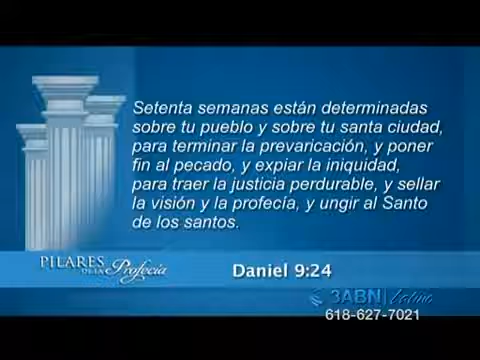 Setenta semanas están determinadas
sobre tu pueblo y sobre tu santa ciudad,
para terminar la prevaricación, y poner
fin al pecado, y expiar la iniquidad,
para traer la justicia perdurable, y sellar
la visión y la profecía, y ungir al Santo
de los santos.
PILARES
DE LA Profecía
Daniel 9:24
3ABN Latino
618-627-7021